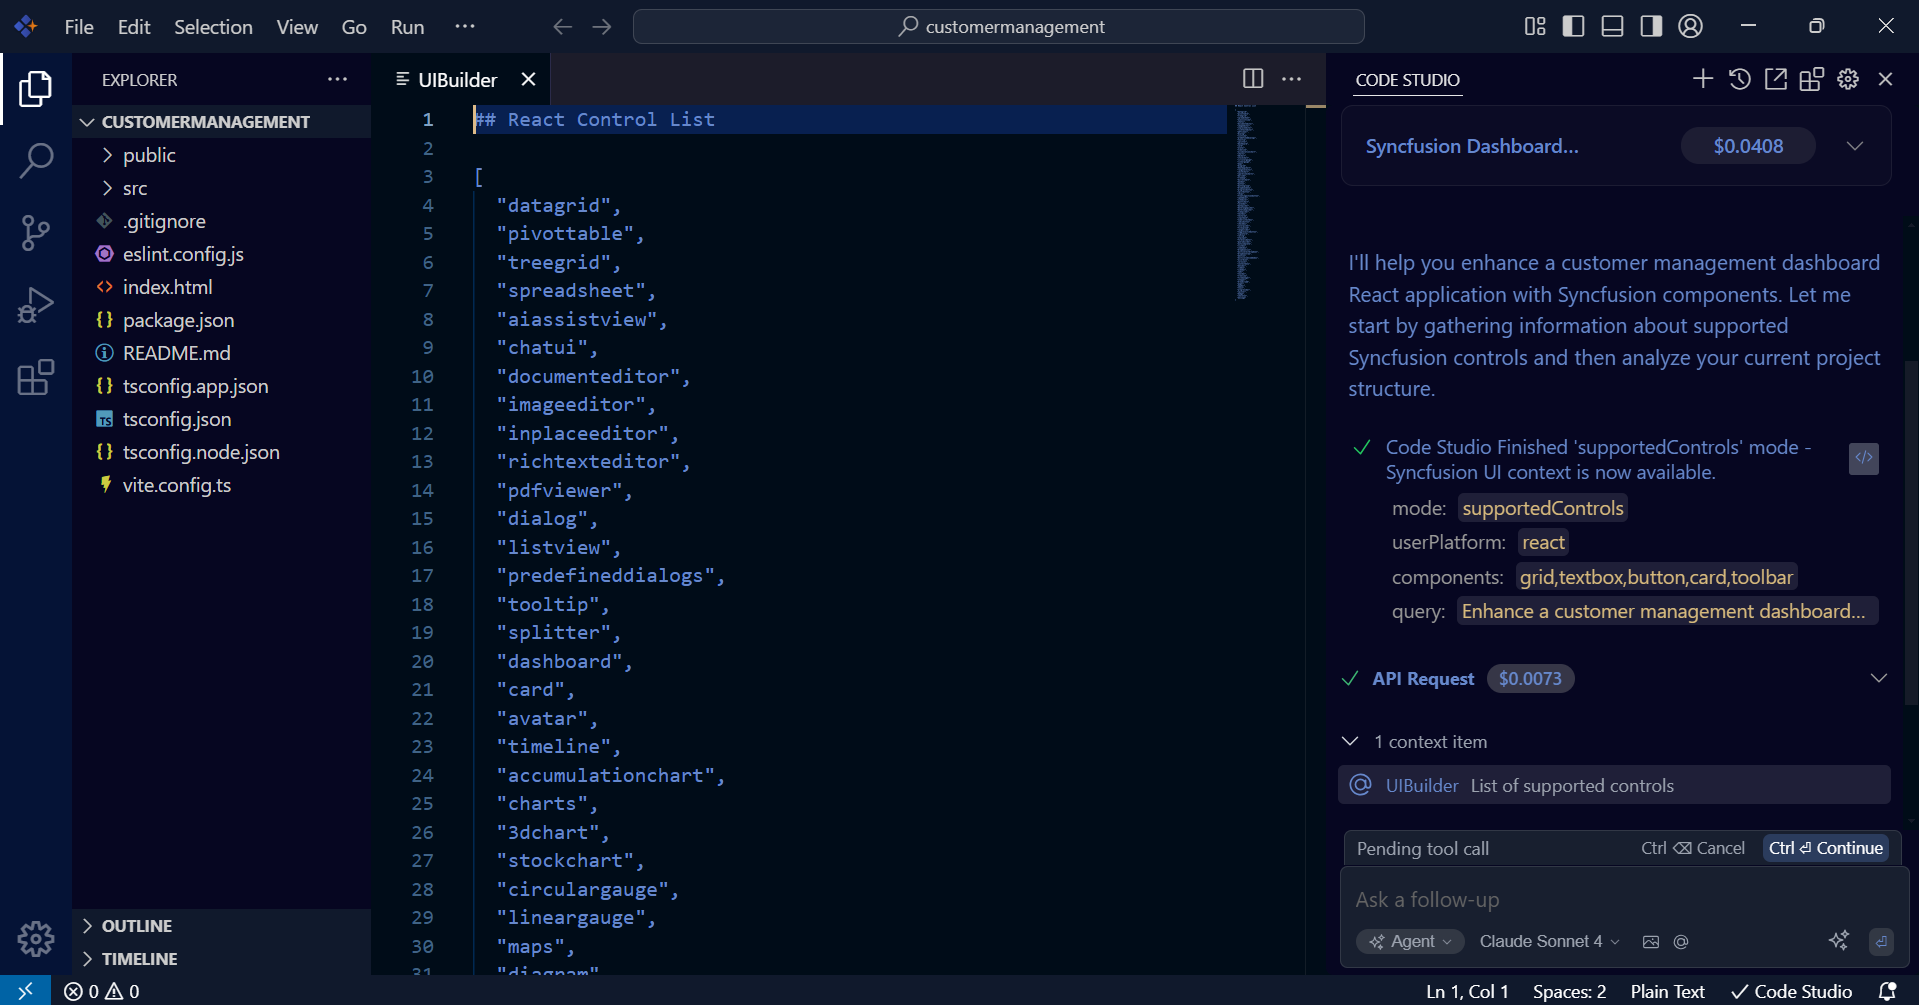 File Edit Selection View Go Run ···
customermanagement
EXPLORER ···
CUSTOMERMANAGEMENT
public
src
.gitignore
eslint.config.js
index.html
package.json
README.md
tsconfig.app.json
tsconfig.json
tsconfig.node.json
vite.config.ts
OUTLINE
TIMELINE
UIBuilder
1 ## React Control List
2
3 [
4 "datagrid",
5 "pivottable",
6 "treegrid",
7 "spreadsheet",
8 "aiassistview",
9 "chatui",
10 "documenteditor",
11 "imageeditor",
12 "inplaceeditor",
13 "richtexteditor",
14 "pdfviewer",
15 "dialog",
16 "listview",
17 "predefineddialogs",
18 "tooltip",
19 "splitter",
20 "dashboard",
21 "card",
22 "avatar",
23 "timeline",
24 "accumulationchart",
25 "charts",
26 "3dchart",
27 "stockchart",
28 "circulargauge",
29 "lineargauge",
30 "maps",
31 "diagram"
CODE STUDIO
Syncfusion Dashboard... $0.0408
I'll help you enhance a customer management dashboard
React application with Syncfusion components. Let me
start by gathering information about supported
Syncfusion controls and then analyze your current project
structure.
Code Studio Finished 'supportedControls' mode -
Syncfusion UI context is now available.
mode: supportedControls
userPlatform: react
components: grid,textbox,button,card,toolbar
query: Enhance a customer management dashboard...
API Request $0.0073
1 context item
UIBuilder List of supported controls
Pending tool call Ctrl ⌫ Cancel Ctrl ⏎ Continue
Ask a follow-up
Agent Claude Sonnet 4
0 0 Ln 1, Col 1 Spaces: 2 Plain Text Code Studio